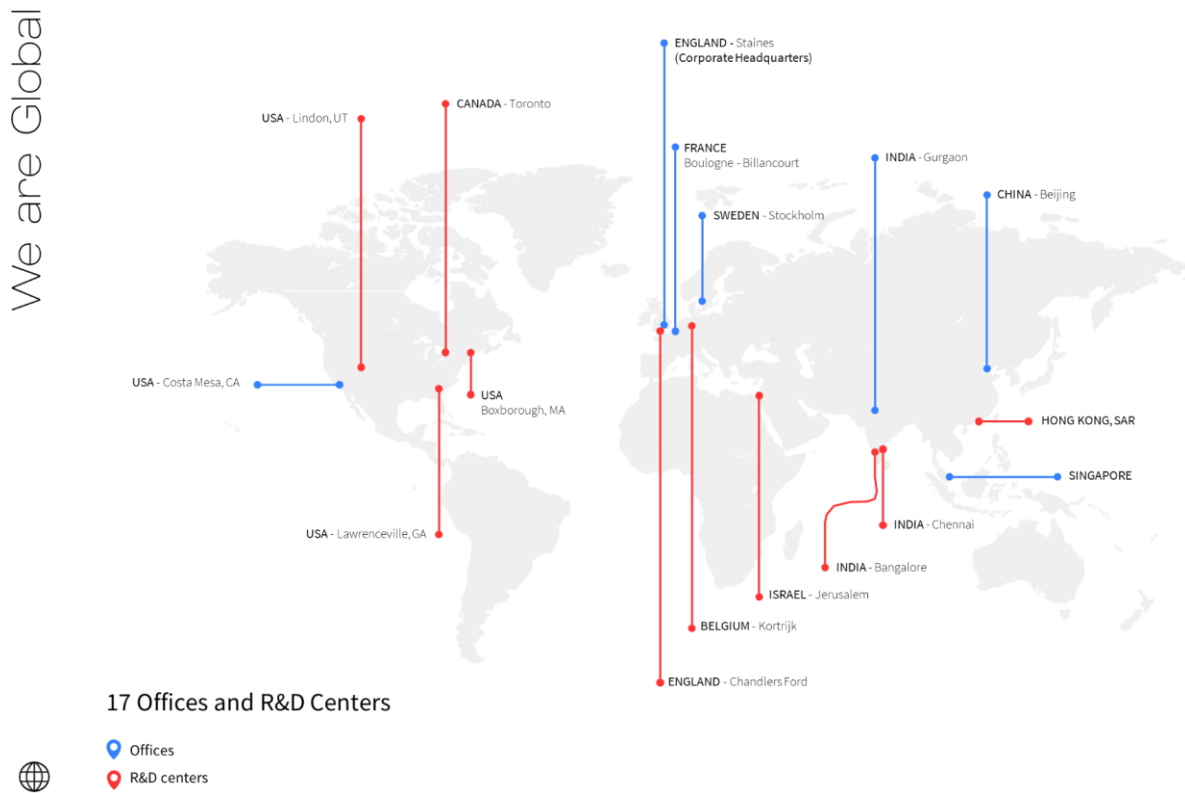 We are Global
ENGLAND - Staines
(Corporate Headquarters)
CANADA - Toronto
USA - Lindon, UT
FRANCE
Boulogne - Billancourt
INDIA - Gurgaon
CHINA - Beijing
SWEDEN - Stockholm
USA - Costa Mesa, CA
USA
Boxborough, MA
HONG KONG, SAR
SINGAPORE
INDIA - Chennai
USA - Lawrenceville, GA
INDIA - Bangalore
ISRAEL - Jerusalem
BELGIUM - Kortrijk
ENGLAND - Chandlers Ford
17 Offices and R&D Centers
Offices
R&D centers